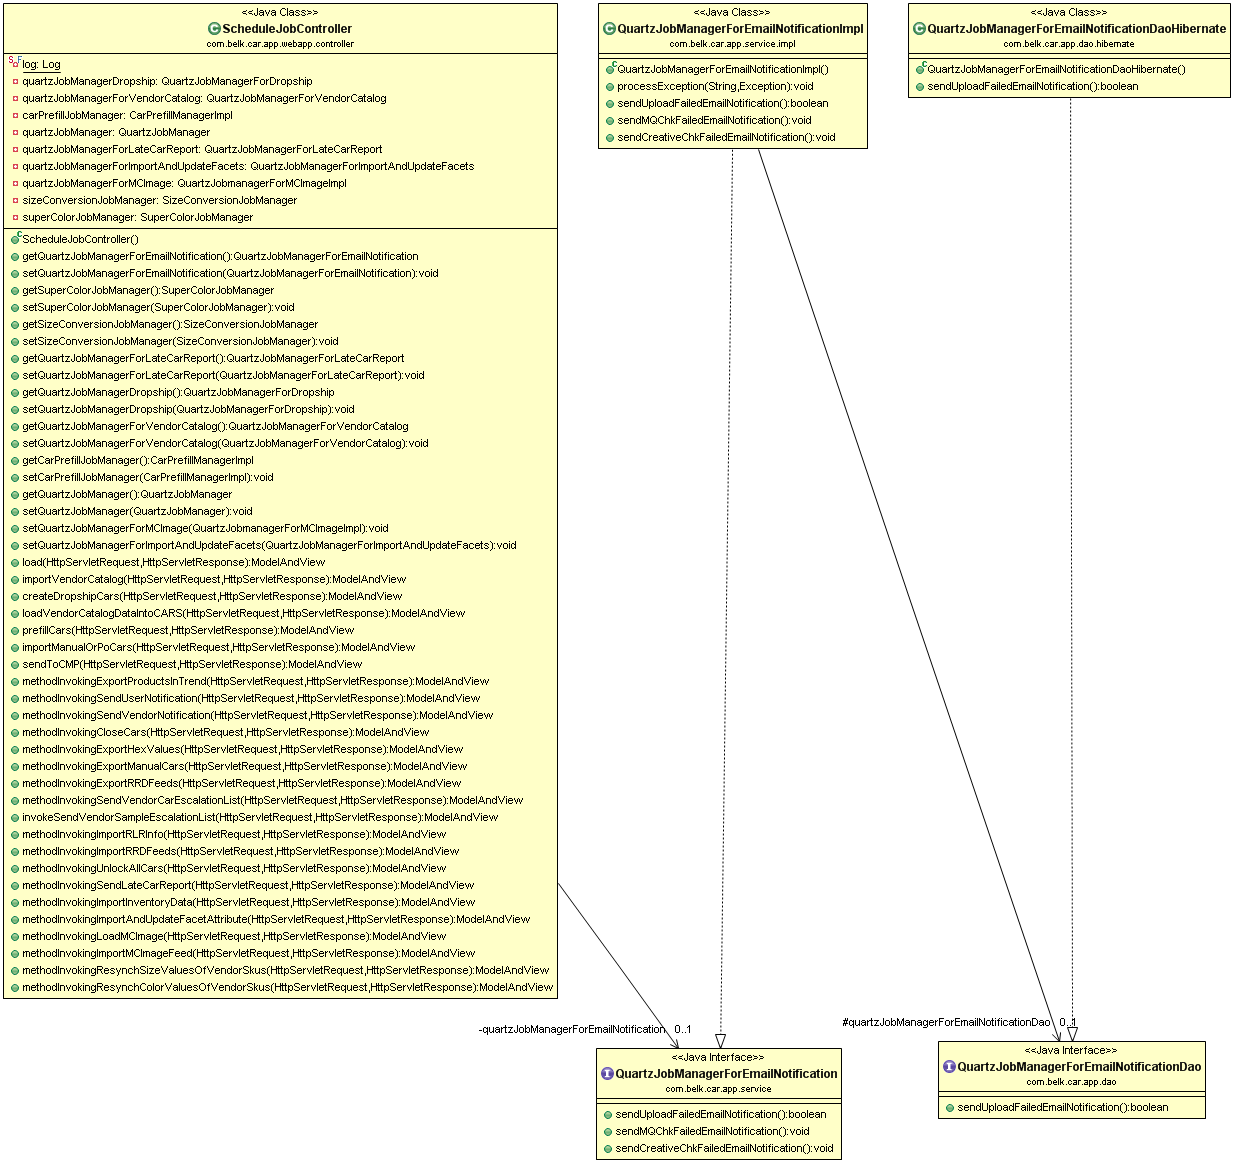 <<Java Class>>
ScheduleJobController
com.belk.car.app.webapp.controller
log: Log
quartzJobManagerDropship: QuartzJobManagerForDropship
quartzJobManagerForVendorCatalog: QuartzJobManagerForVendorCatalog
carPrefillJobManager: CarPrefillManagerImpl
quartzJobManager: QuartzJobManager
quartzJobManagerForLateCarReport: QuartzJobManagerForLateCarReport
quartzJobManagerForImportAndUpdateFacets: QuartzJobManagerForImportAndUpdateFacets
quartzJobManagerForMCImage: QuartzJobmanagerForMCImageImpl
sizeConversionJobManager: SizeConversionJobManager
superColorJobManager: SuperColorJobManager
ScheduleJobController()
getQuartzJobManagerForEmailNotification():QuartzJobManagerForEmailNotification
setQuartzJobManagerForEmailNotification(QuartzJobManagerForEmailNotification):void
getSuperColorJobManager():SuperColorJobManager
setSuperColorJobManager(SuperColorJobManager):void
getSizeConversionJobManager():SizeConversionJobManager
setSizeConversionJobManager(SizeConversionJobManager):void
getQuartzJobManagerForLateCarReport():QuartzJobManagerForLateCarReport
setQuartzJobManagerForLateCarReport(QuartzJobManagerForLateCarReport):void
getQuartzJobManagerDropship():QuartzJobManagerForDropship
setQuartzJobManagerDropship(QuartzJobManagerForDropship):void
getQuartzJobManagerForVendorCatalog():QuartzJobManagerForVendorCatalog
setQuartzJobManagerForVendorCatalog(QuartzJobManagerForVendorCatalog):void
getCarPrefillJobManager():CarPrefillManagerImpl
setCarPrefillJobManager(CarPrefillManagerImpl):void
getQuartzJobManager():QuartzJobManager
setQuartzJobManager(QuartzJobManager):void
setQuartzJobManagerForMCImage(QuartzJobmanagerForMCImageImpl):void
setQuartzJobManagerForImportAndUpdateFacets(QuartzJobManagerForImportAndUpdateFacets):void
load(HttpServletRequest,HttpServletResponse):ModelAndView
importVendorCatalog(HttpServletRequest,HttpServletResponse):ModelAndView
createDropshipCars(HttpServletRequest,HttpServletResponse):ModelAndView
loadVendorCatalogDataIntoCARS(HttpServletRequest,HttpServletResponse):ModelAndView
prefillCars(HttpServletRequest,HttpServletResponse):ModelAndView
importManualOrPoCars(HttpServletRequest,HttpServletResponse):ModelAndView
sendToCMP(HttpServletRequest,HttpServletResponse):ModelAndView
methodInvokingExportProductsInTrend(HttpServletRequest,HttpServletResponse):ModelAndView
methodInvokingSendUserNotification(HttpServletRequest,HttpServletResponse):ModelAndView
methodInvokingSendVendorNotification(HttpServletRequest,HttpServletResponse):ModelAndView
methodInvokingCloseCars(HttpServletRequest,HttpServletResponse):ModelAndView
methodInvokingExportHexValues(HttpServletRequest,HttpServletResponse):ModelAndView
methodInvokingExportManualCars(HttpServletRequest,HttpServletResponse):ModelAndView
methodInvokingExportRRDFeeds(HttpServletRequest,HttpServletResponse):ModelAndView
methodInvokingSendVendorCarEscalationList(HttpServletRequest,HttpServletResponse):ModelAndView
invokeSendVendorSampleEscalationList(HttpServletRequest,HttpServletResponse):ModelAndView
methodInvokingImportRLRInfo(HttpServletRequest,HttpServletResponse):ModelAndView
methodInvokingImportRRDFeeds(HttpServletRequest,HttpServletResponse):ModelAndView
methodInvokingUnlockAllCars(HttpServletRequest,HttpServletResponse):ModelAndView
methodInvokingSendLateCarReport(HttpServletRequest,HttpServletResponse):ModelAndView
methodInvokingImportInventoryData(HttpServletRequest,HttpServletResponse):ModelAndView
methodInvokingImportAndUpdateFacetAttribute(HttpServletRequest,HttpServletResponse):ModelAndView
methodInvokingLoadMCImage(HttpServletRequest,HttpServletResponse):ModelAndView
methodInvokingImportMCImageFeed(HttpServletRequest,HttpServletResponse):ModelAndView
methodInvokingResynchSizeValuesOfVendorSkus(HttpServletRequest,HttpServletResponse):ModelAndView
methodInvokingResynchColorValuesOfVendorSkus(HttpServletRequest,HttpServletResponse):ModelAndView
<<Java Class>>
QuartzJobManagerForEmailNotificationImpl
com.belk.car.app.service.impl
QuartzJobManagerForEmailNotificationImpl()
processException(String,Exception):void
sendUploadFailedEmailNotification():boolean
sendMQChkFailedEmailNotification():void
sendCreativeChkFailedEmailNotification():void
<<Java Class>>
QuartzJobManagerForEmailNotificationDaoHibernate
com.belk.car.app.dao.hibernate
QuartzJobManagerForEmailNotificationDaoHibernate()
sendUploadFailedEmailNotification():boolean
-quartzJobManagerForEmailNotification 0..1
#quartzJobManagerForEmailNotificationDao 0..1
<<Java Interface>>
QuartzJobManagerForEmailNotification
com.belk.car.app.service
sendUploadFailedEmailNotification():boolean
sendMQChkFailedEmailNotification():void
sendCreativeChkFailedEmailNotification():void
<<Java Interface>>
QuartzJobManagerForEmailNotificationDao
com.belk.car.app.dao
sendUploadFailedEmailNotification():boolean